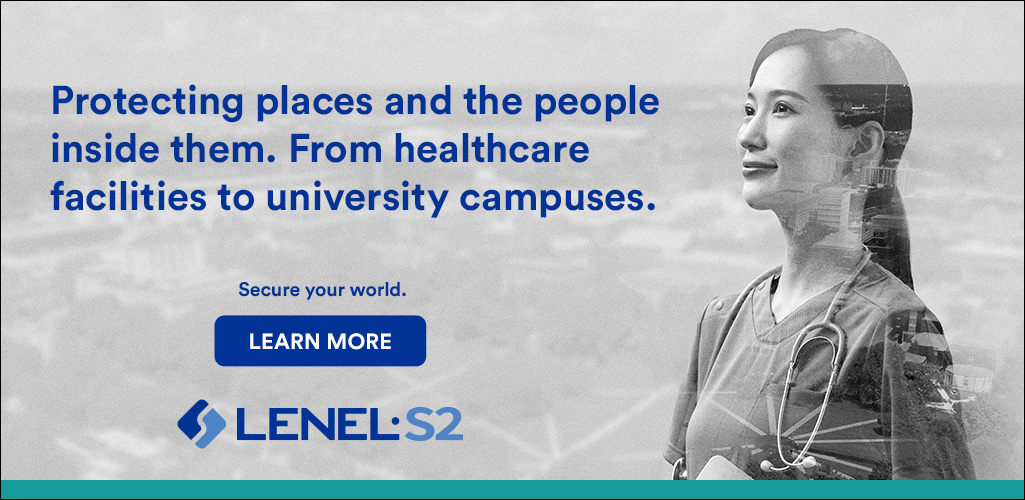 Protecting places and the people
inside them. From healthcare
facilities to university campuses.
Secure your world.
LEARN MORE
LENEL·S2